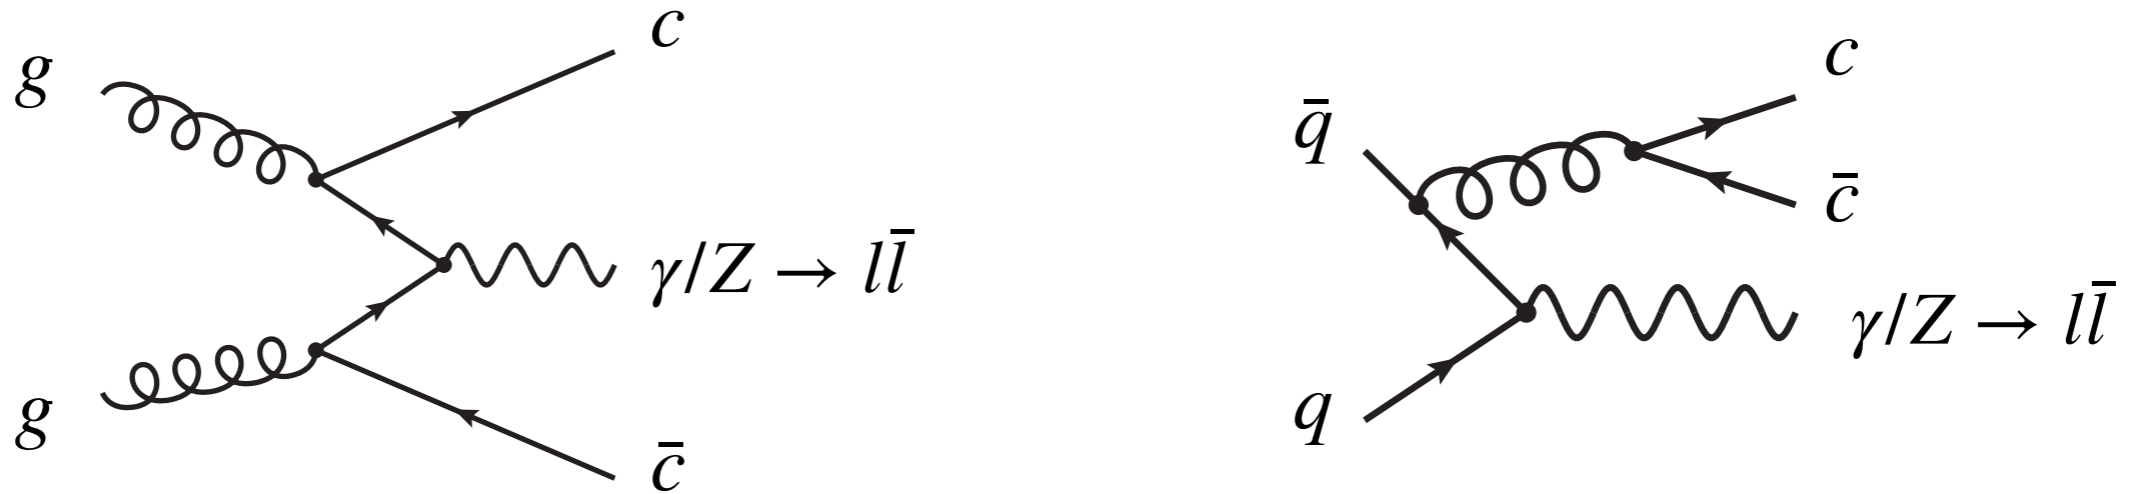 g
c
γ/Z → ll̄
g
c̄
q̄
c
c̄
γ/Z → ll̄
q